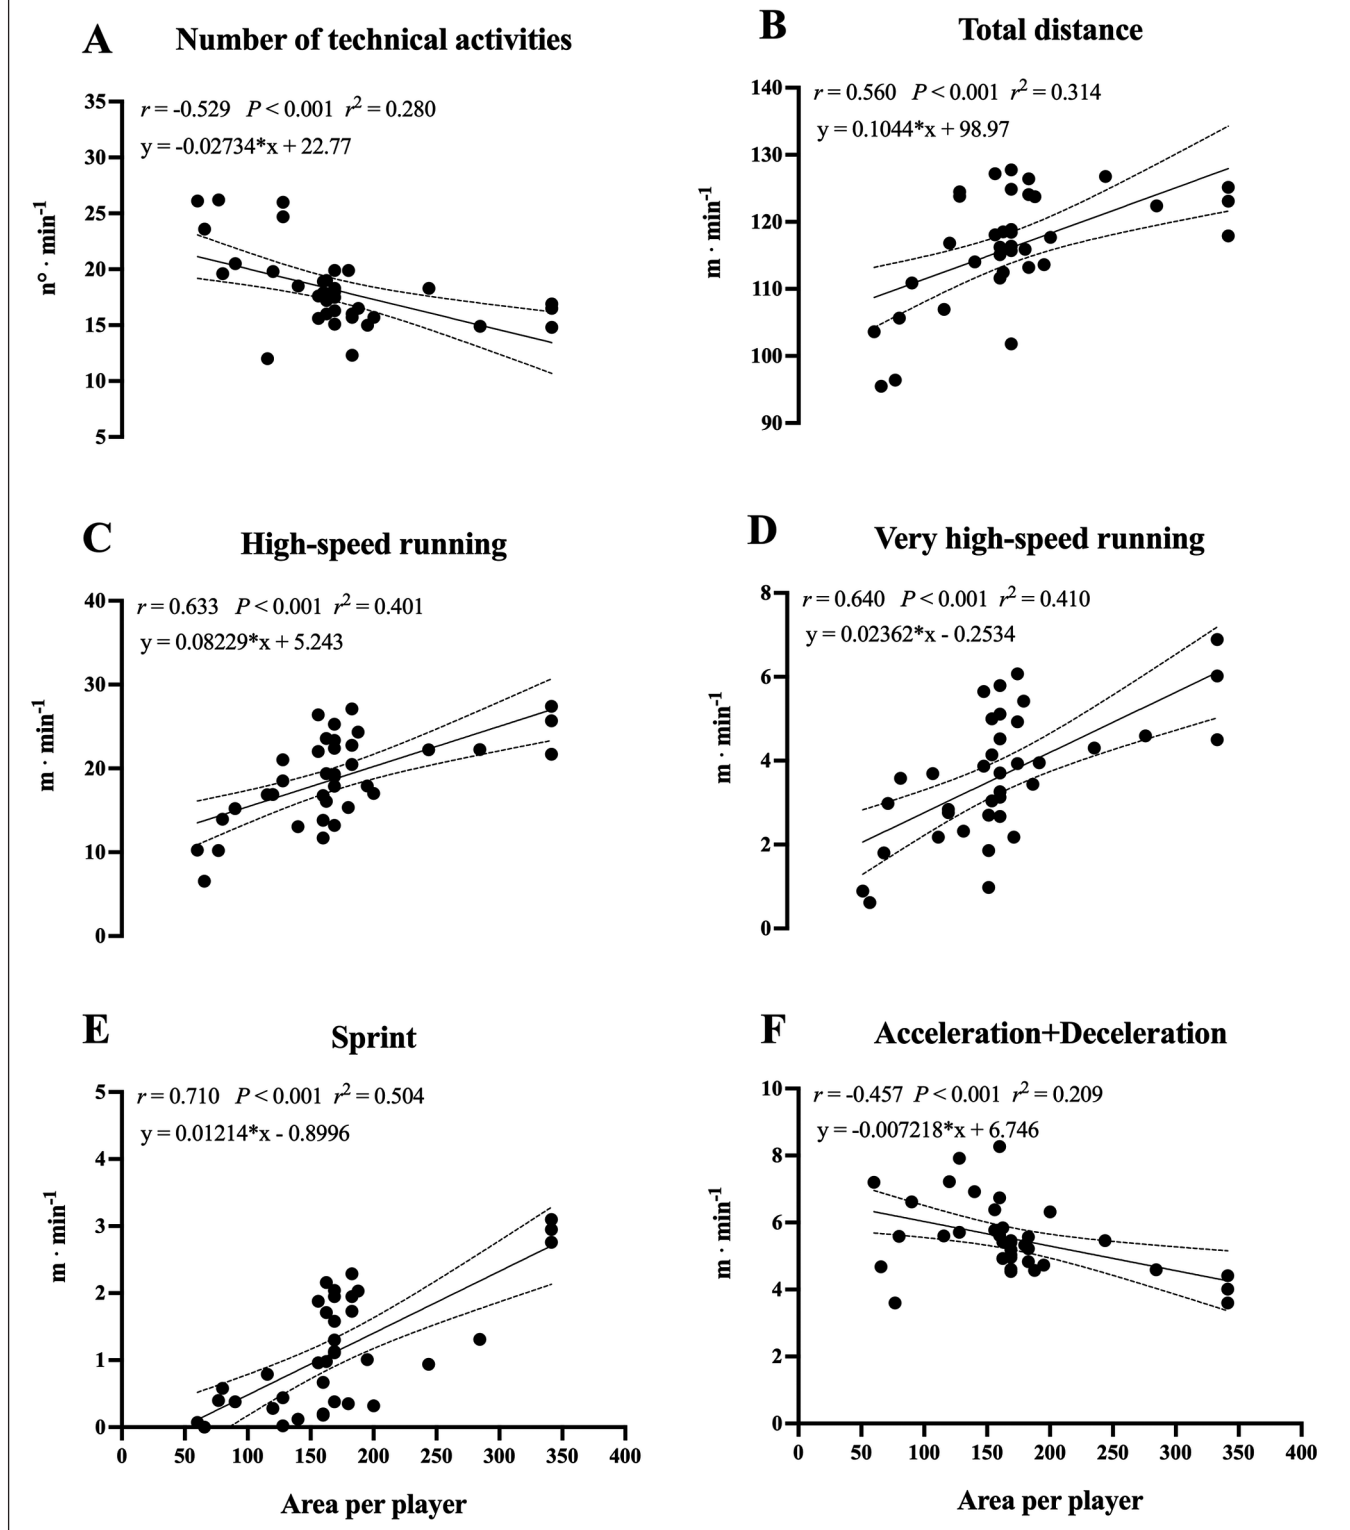 A Number of technical activities
r = -0.529 P < 0.001 r² = 0.280
y = -0.02734*x + 22.77
n° · min⁻¹
35
30
25
20
15
10
5
B Total distance
r = 0.560 P < 0.001 r² = 0.314
y = 0.1044*x + 98.97
m · min⁻¹
140
130
120
110
100
90
C High-speed running
r = 0.633 P < 0.001 r² = 0.401
y = 0.08229*x + 5.243
m · min⁻¹
40
30
20
10
0
D Very high-speed running
r = 0.640 P < 0.001 r² = 0.410
y = 0.02362*x - 0.2534
m · min⁻¹
8
6
4
2
0
E Sprint
r = 0.710 P < 0.001 r² = 0.504
y = 0.01214*x - 0.8996
m · min⁻¹
5
4
3
2
1
0
0 50 100 150 200 250 300 350 400
Area per player
F Acceleration+Deceleration
r = -0.457 P < 0.001 r² = 0.209
y = -0.007218*x + 6.746
m · min⁻¹
10
8
6
4
2
0
0 50 100 150 200 250 300 350 400
Area per player